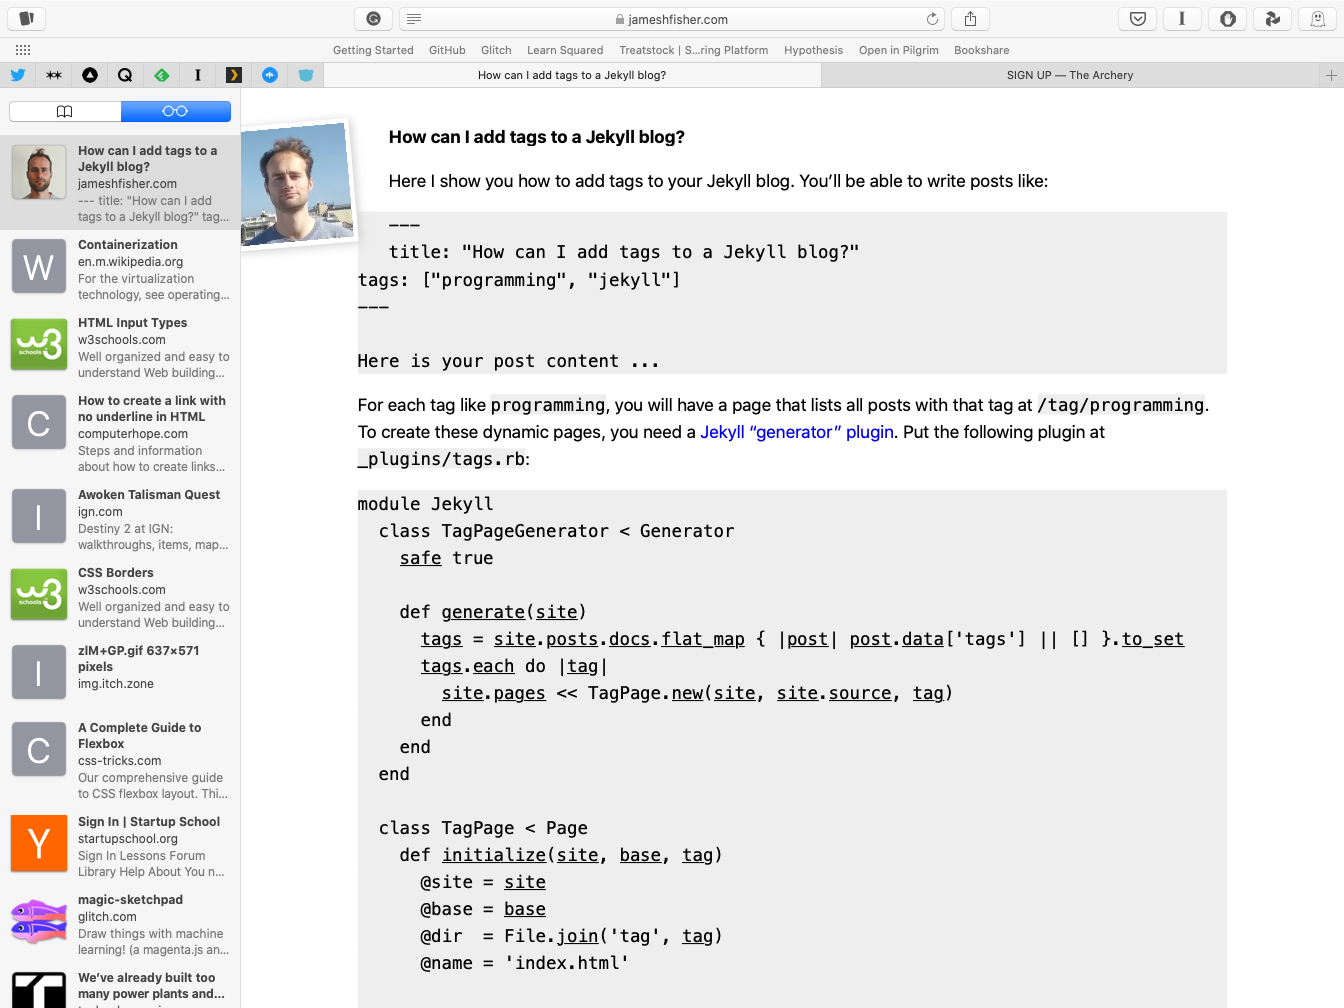 jameshfisher.com
Getting Started GitHub Glitch Learn Squared Treatstock | S...ring Platform Hypothesis Open in Pilgrim Bookshare
How can I add tags to a Jekyll blog?
SIGN UP — The Archery
How can I add tags to a
Jekyll blog?
jameshfisher.com
--- title: "How can I add
tags to a Jekyll blog?" tag...
W
Containerization
en.m.wikipedia.org
For the virtualization
technology, see operating...
w3
schools
HTML Input Types
w3schools.com
Well organized and easy to
understand Web building...
C
How to create a link with
no underline in HTML
computerhope.com
Steps and information
about how to create links...
I
Awoken Talisman Quest
ign.com
Destiny 2 at IGN:
walkthroughs, items, map...
w3
schools
CSS Borders
w3schools.com
Well organized and easy to
understand Web building...
I
zlM+GP.gif 637×571
pixels
img.itch.zone
C
A Complete Guide to
Flexbox
css-tricks.com
Our comprehensive guide
to CSS flexbox layout. Thi...
Y
Sign In | Startup School
startupschool.org
Sign In Lessons Forum
Library Help About You n...
magic-sketchpad
glitch.com
Draw things with machine
learning! (a magenta.js an...
We've already built too
many power plants and...
How can I add tags to a Jekyll blog?
Here I show you how to add tags to your Jekyll blog. You'll be able to write posts like:
---
title: "How can I add tags to a Jekyll blog?"
tags: ["programming", "jekyll"]
---
Here is your post content ...
For each tag like programming, you will have a page that lists all posts with that tag at /tag/programming.
To create these dynamic pages, you need a Jekyll “generator” plugin. Put the following plugin at
_plugins/tags.rb:
module Jekyll
class TagPageGenerator < Generator
safe true
def generate(site)
tags = site.posts.docs.flat_map { |post| post.data['tags'] || [] }.to_set
tags.each do |tag|
site.pages << TagPage.new(site, site.source, tag)
end
end
end
class TagPage < Page
def initialize(site, base, tag)
@site = site
@base = base
@dir  = File.join('tag', tag)
@name = 'index.html'